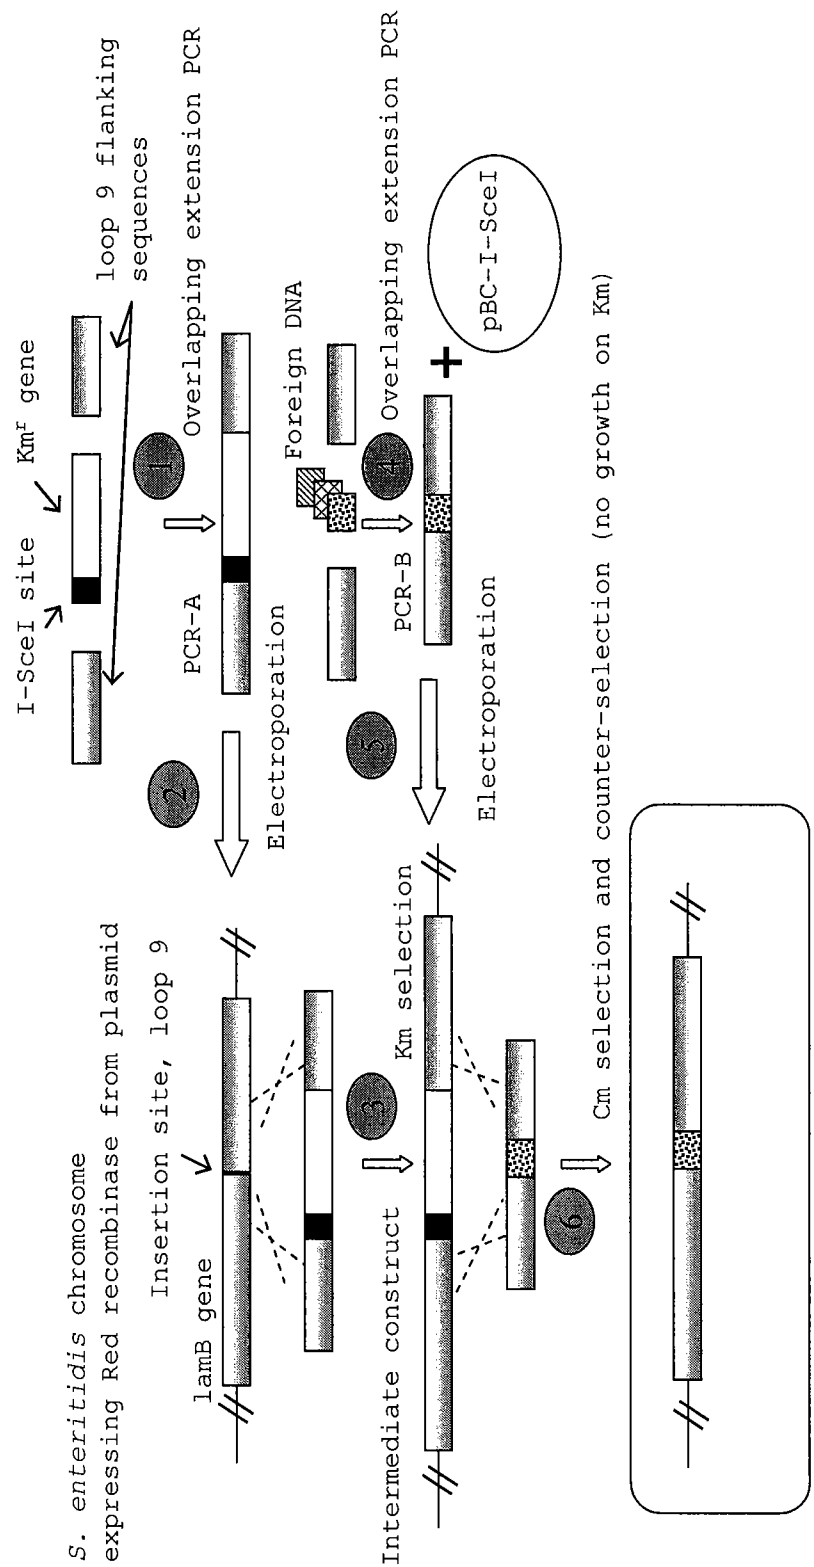 S. enteritidis chromosome
expressing Red recombinase from plasmid
Insertion site, loop 9
lamB gene
I-SceI site
Kmr gene
loop 9 flanking
sequences
1
Overlapping extension PCR
PCR-A
2
Electroporation
3
Km selection
Intermediate construct
Foreign DNA
4
Overlapping extension PCR
PCR-B
+
pBC-I-SceI
5
Electroporation
6
Cm selection and counter-selection (no growth on Km)